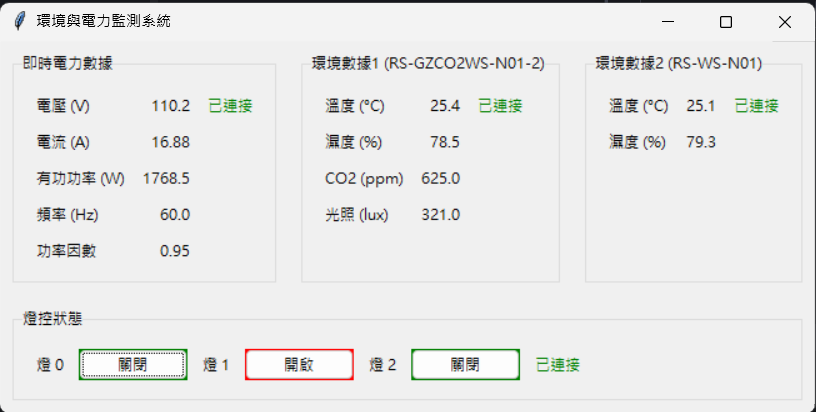 環境與電力監測系統
即時電力數據
電壓 (V) 110.2 已連接
電流 (A) 16.88
有功功率 (W) 1768.5
頻率 (Hz) 60.0
功率因數 0.95
環境數據1 (RS-GZCO2WS-N01-2)
溫度 (°C) 25.4 已連接
濕度 (%) 78.5
CO2 (ppm) 625.0
光照 (lux) 321.0
環境數據2 (RS-WS-N01)
溫度 (°C) 25.1 已連接
濕度 (%) 79.3
燈控狀態
燈 0 關閉 燈 1 開啟 燈 2 關閉 已連接